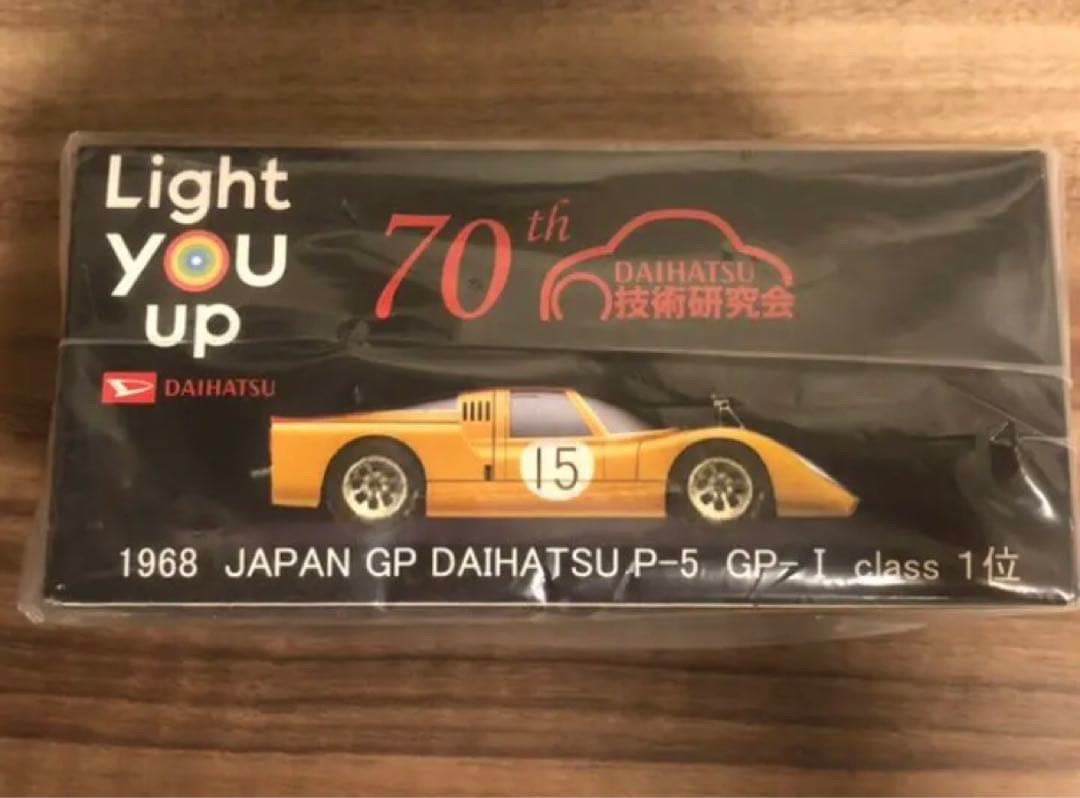 Light
YOU
up
DAIHATSU
70th
DAIHATSU
技術研究会
15
1968 JAPAN GP DAIHATSU P-5 GP-I class 1位